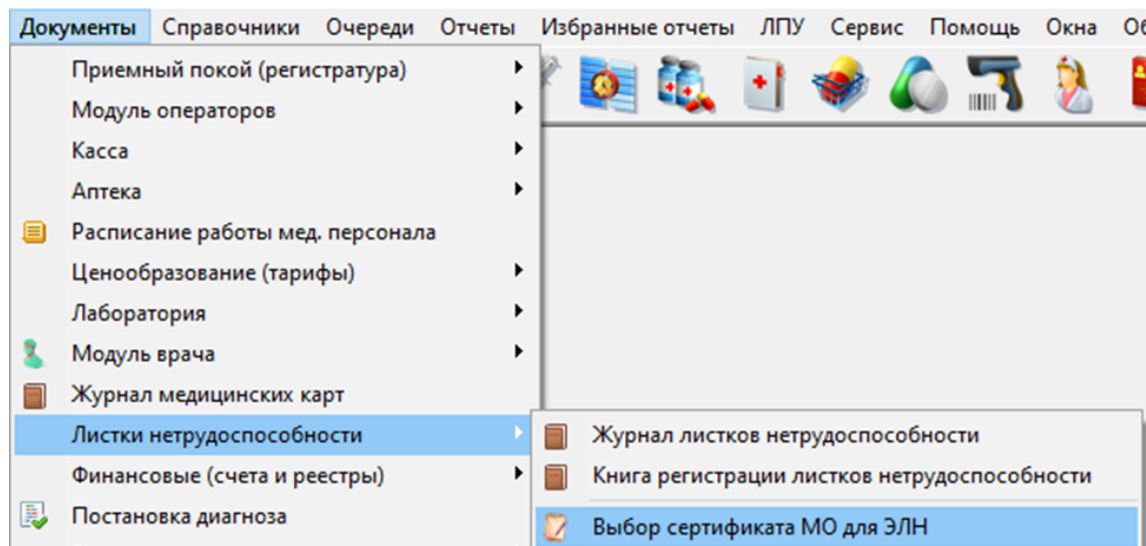 Документы Справочники Очереди Отчеты Избранные отчеты ЛПУ Сервис Помощь Окна
Приемный покой (регистратура)
Модуль операторов
Касса
Аптека
Расписание работы мед. персонала
Ценообразование (тарифы)
Лаборатория
Модуль врача
Журнал медицинских карт
Листки нетрудоспособности
Финансовые (счета и реестры)
Постановка диагноза
Журнал листков нетрудоспособности
Книга регистрации листков нетрудоспособности
Выбор сертификата МО для ЭЛН